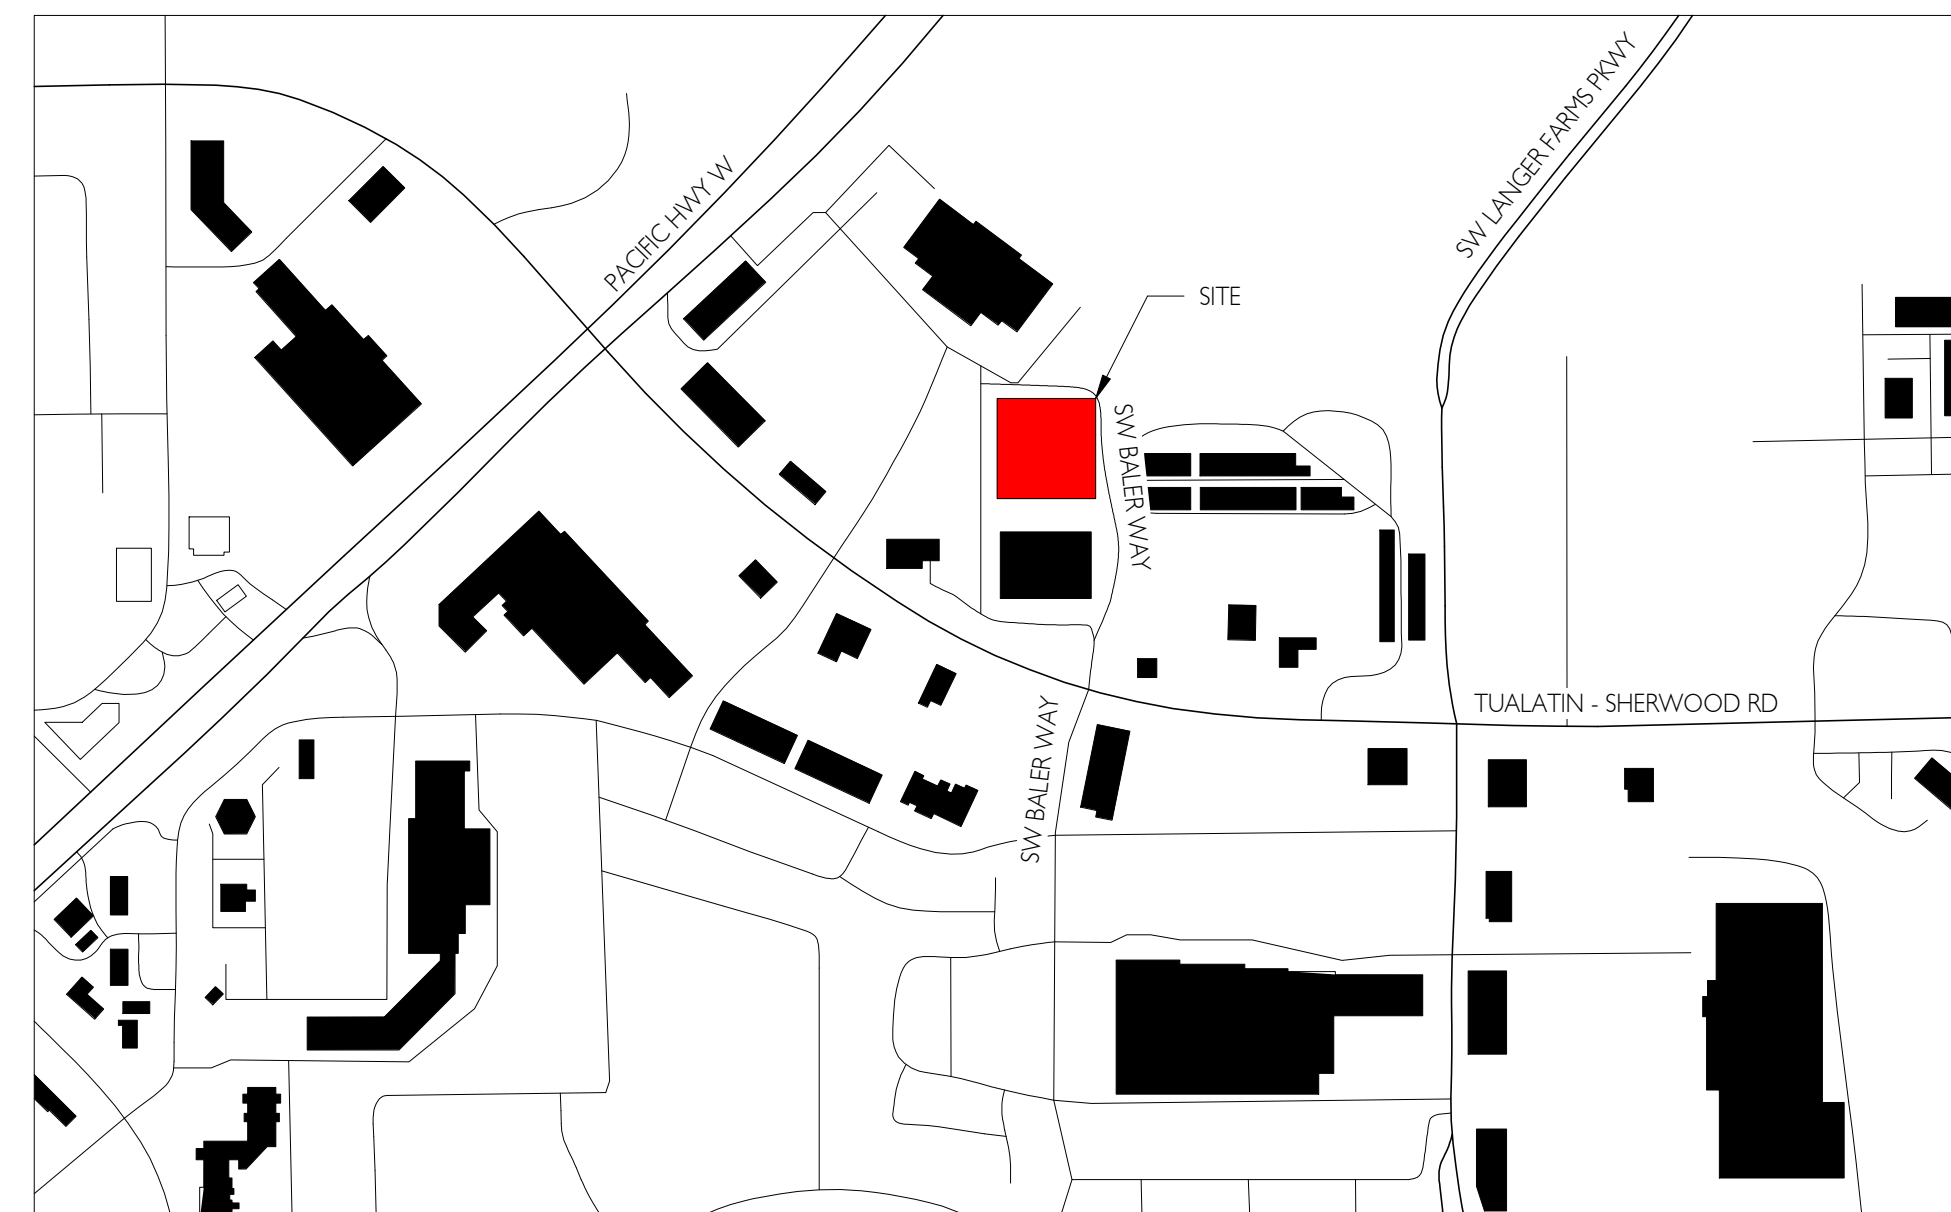 SW LANGER FARMS PKWY
PACIFIC HWY W
SITE
SW BALER WAY
TUALATIN - SHERWOOD RD
SW BALER WAY